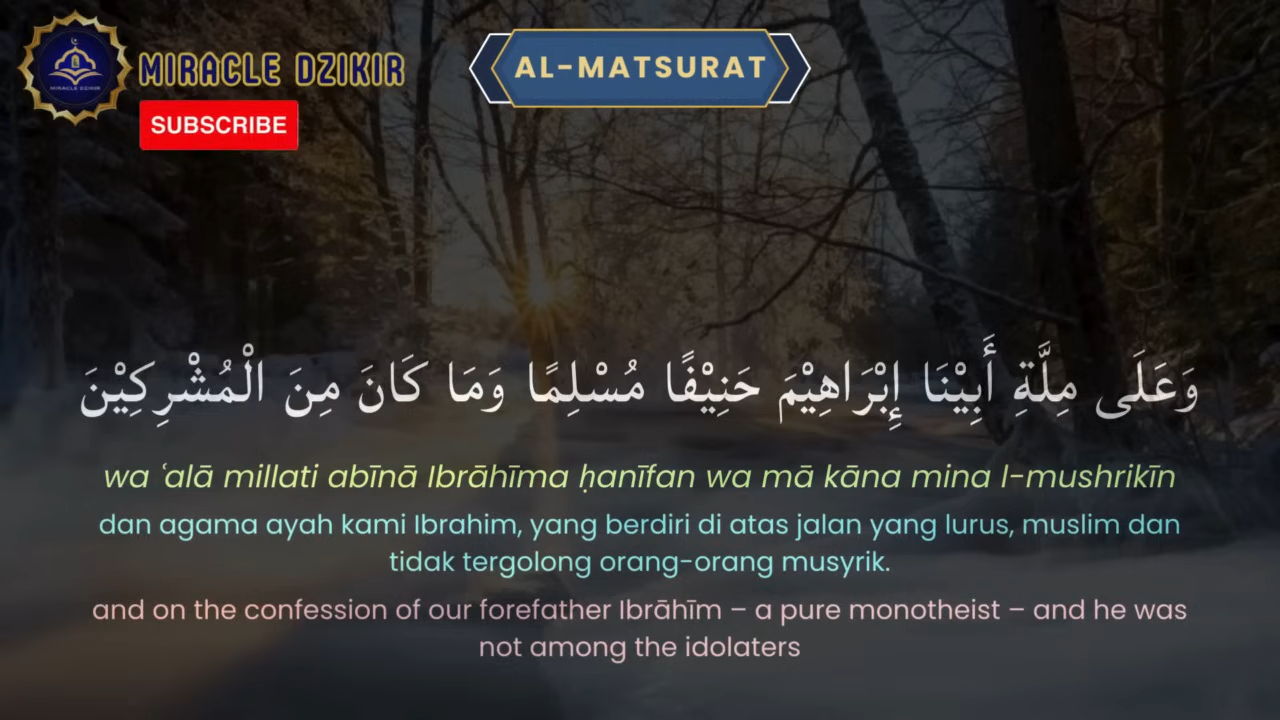 MIRACLE DZIKIR
MIRACLE DZIKIR
SUBSCRIBE
AL-MATSURAT
وَعَلَى مِلَّةِ أَبِيْنَا إِبْرَاهِيْمَ حَنِيْفًا مُسْلِمًا وَمَا كَانَ مِنَ الْمُشْرِكِيْنَ
wa ʿalā millati abīnā Ibrāhīma ḥanīfan wa mā kāna mina l-mushrikīn
dan agama ayah kami Ibrahim, yang berdiri di atas jalan yang lurus, muslim dan
tidak tergolong orang-orang musyrik.
and on the confession of our forefather Ibrāhīm – a pure monotheist – and he was
not among the idolaters